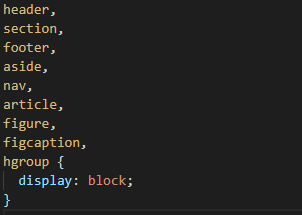 header,
section,
footer,
aside,
nav,
article,
figure,
figcaption,
hgroup {
  display: block;
}